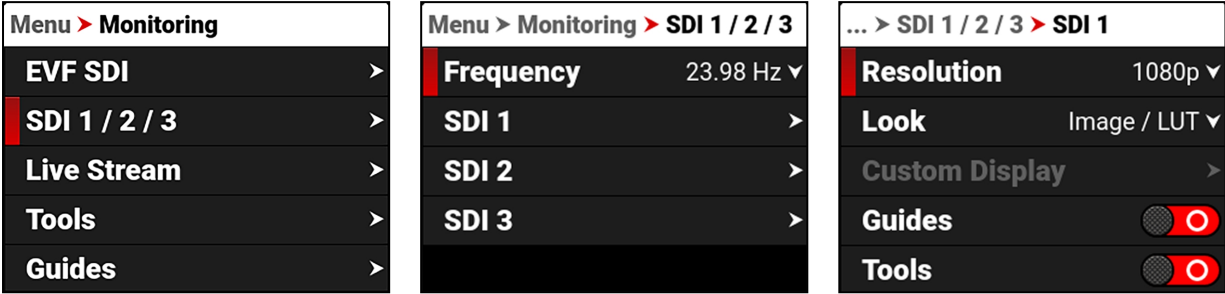 Menu ➤ Monitoring
EVF SDI
SDI 1 / 2 / 3
Live Stream
Tools
Guides
Menu ➤ Monitoring ➤ SDI 1 / 2 / 3
Frequency 23.98 Hz
SDI 1
SDI 2
SDI 3
... ➤ SDI 1 / 2 / 3 ➤ SDI 1
Resolution 1080p
Look Image / LUT
Custom Display
Guides
Tools